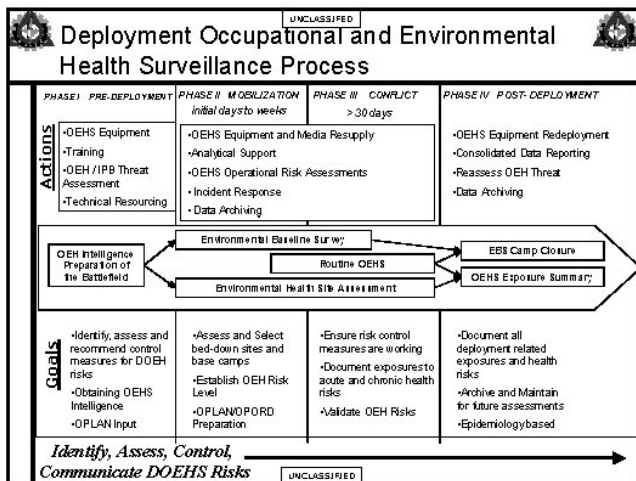 UNCLASSIFED
Deployment Occupational and Environmental
Health Surveillance Process
PHASE I PRE-DEPLOYMENT
PHASE II MOBILIZATION
initial days to weeks
PHASE III CONFLICT
> 30 days
PHASE IV POST-DEPLOYMENT
Actions
•OEHS Equipment
•Training
•OEH / IPB Threat
Assessment
•Technical Resourcing
•OEHS Equipment and Media Resupply
•Analytical Support
•OEHS Operational Risk Assessments
•Incident Response
•Data Archiving
•OEHS Equipment Redeployment
•Consolidated Data Reporting
•Reassess OEH Threat
•Data Archiving
OEH Intelligence
Preparation of
the Battlefield
Environmental Baseline Survey
Routine OEHS
Environmental Health Site Assessment
EBS Camp Closure
OEHS Exposure Summary
Goals
•Identify, assess and
recommend control
measures for DOEH
risks
•Obtaining OEHS
Intelligence
•OPLAN Input
•Assess and Select
bed-down sites and
base camps
•Establish OEH Risk
Level
•OPLAN/OPORD
Preparation
•Ensure risk control
measures are working
•Document exposures to
acute and chronic health
risks
•Validate OEH Risks
•Document all
deployment related
exposures and health
risks
•Archive and Maintain
for future assessments
•Epidemiology based
Identify, Assess, Control,
Communicate DOEHS Risks
UNCLASSIFIED